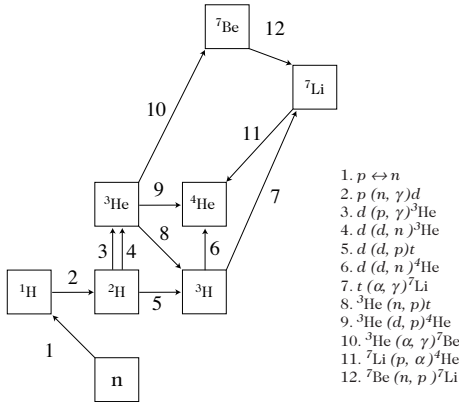 ⁷Be
12
⁷Li
10
11
7
³He
9
⁴He
8
3
4
6
¹H
2
²H
5
³H
1
n
1. p ↔ n
2. p (n, γ)d
3. d (p, γ)³He
4. d (d, n)³He
5. d (d, p)t
6. d (d, n)⁴He
7. t (α, γ)⁷Li
8. ³He (n, p)t
9. ³He (d, p)⁴He
10. ³He (α, γ)⁷Be
11. ⁷Li (p, α)⁴He
12. ⁷Be (n, p)⁷Li